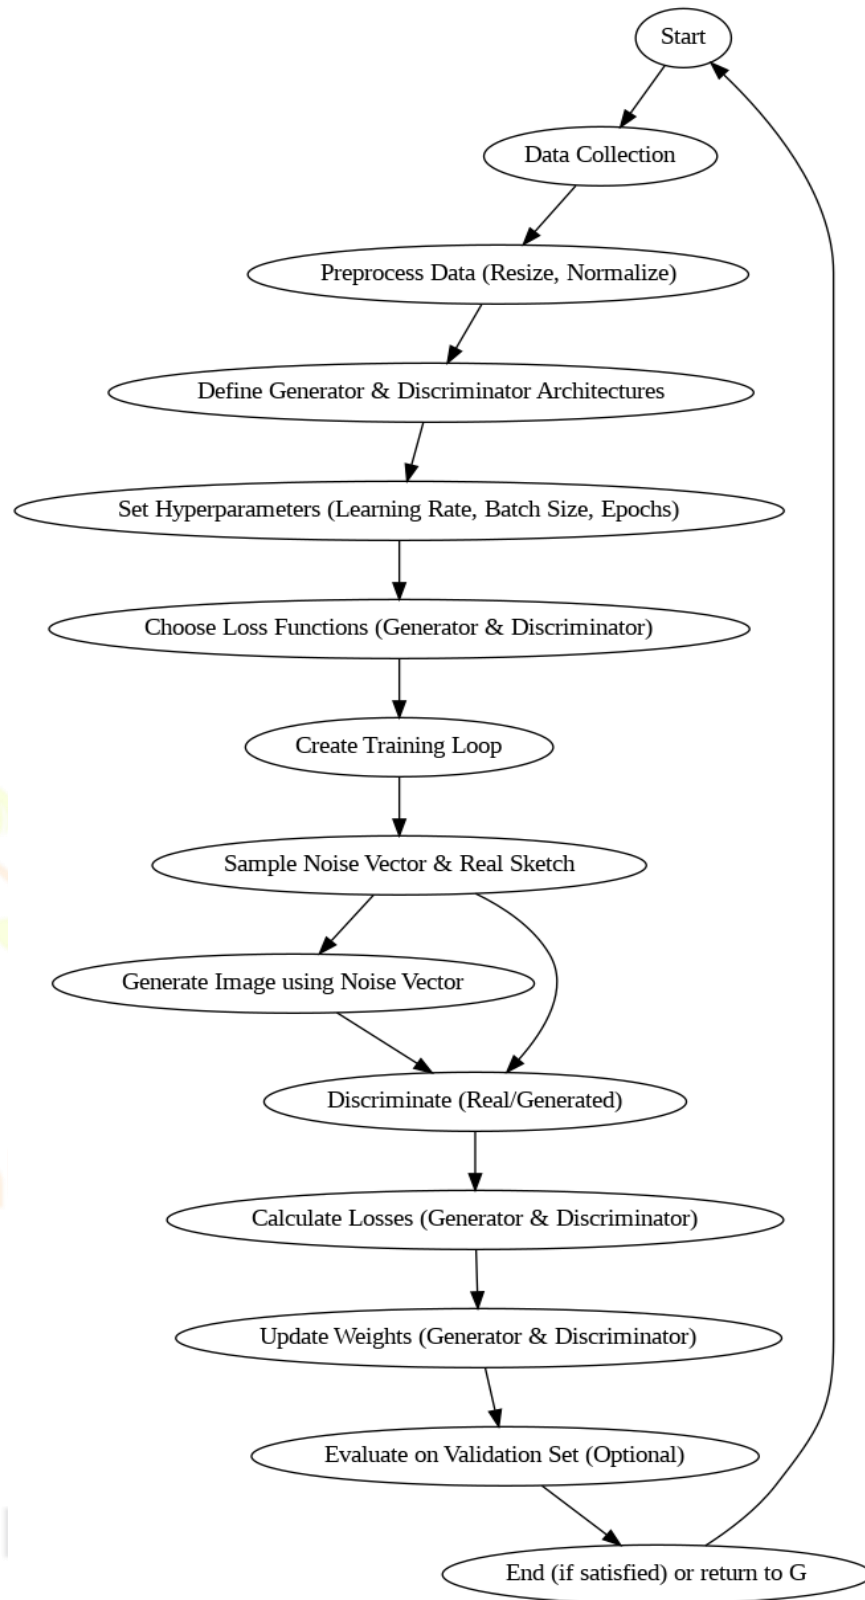 Start
Data Collection
Preprocess Data (Resize, Normalize)
Define Generator & Discriminator Architectures
Set Hyperparameters (Learning Rate, Batch Size, Epochs)
Choose Loss Functions (Generator & Discriminator)
Create Training Loop
Sample Noise Vector & Real Sketch
Generate Image using Noise Vector
Discriminate (Real/Generated)
Calculate Losses (Generator & Discriminator)
Update Weights (Generator & Discriminator)
Evaluate on Validation Set (Optional)
End (if satisfied) or return to G